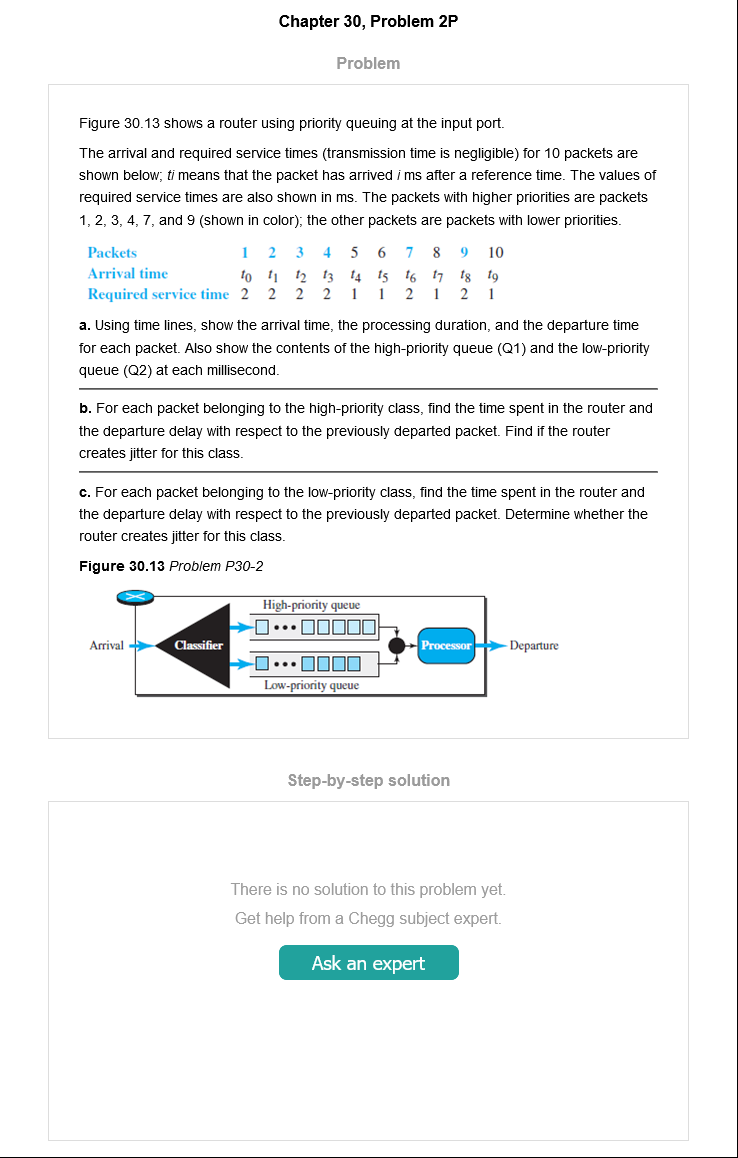 Chapter 30, Problem 2P
Problem
Figure 30.13 shows a router using priority queuing at the input port.
The arrival and required service times (transmission time is negligible) for 10 packets are
shown below; ti means that the packet has arrived i ms after a reference time. The values of
required service times are also shown in ms. The packets with higher priorities are packets
1, 2, 3, 4, 7, and 9 (shown in color); the other packets are packets with lower priorities.
Packets 1 2 3 4 5 6 7 8 9 10
Arrival time t0 t1 t2 t3 t4 t5 t6 t7 t8 t9
Required service time 2 2 2 2 1 1 2 1 2 1
a. Using time lines, show the arrival time, the processing duration, and the departure time
for each packet. Also show the contents of the high-priority queue (Q1) and the low-priority
queue (Q2) at each millisecond.
b. For each packet belonging to the high-priority class, find the time spent in the router and
the departure delay with respect to the previously departed packet. Find if the router
creates jitter for this class.
c. For each packet belonging to the low-priority class, find the time spent in the router and
the departure delay with respect to the previously departed packet. Determine whether the
router creates jitter for this class.
Figure 30.13 Problem P30-2
High-priority queue
Arrival Classifier Processor Departure
Low-priority queue
Step-by-step solution
There is no solution to this problem yet.
Get help from a Chegg subject expert.
Ask an expert